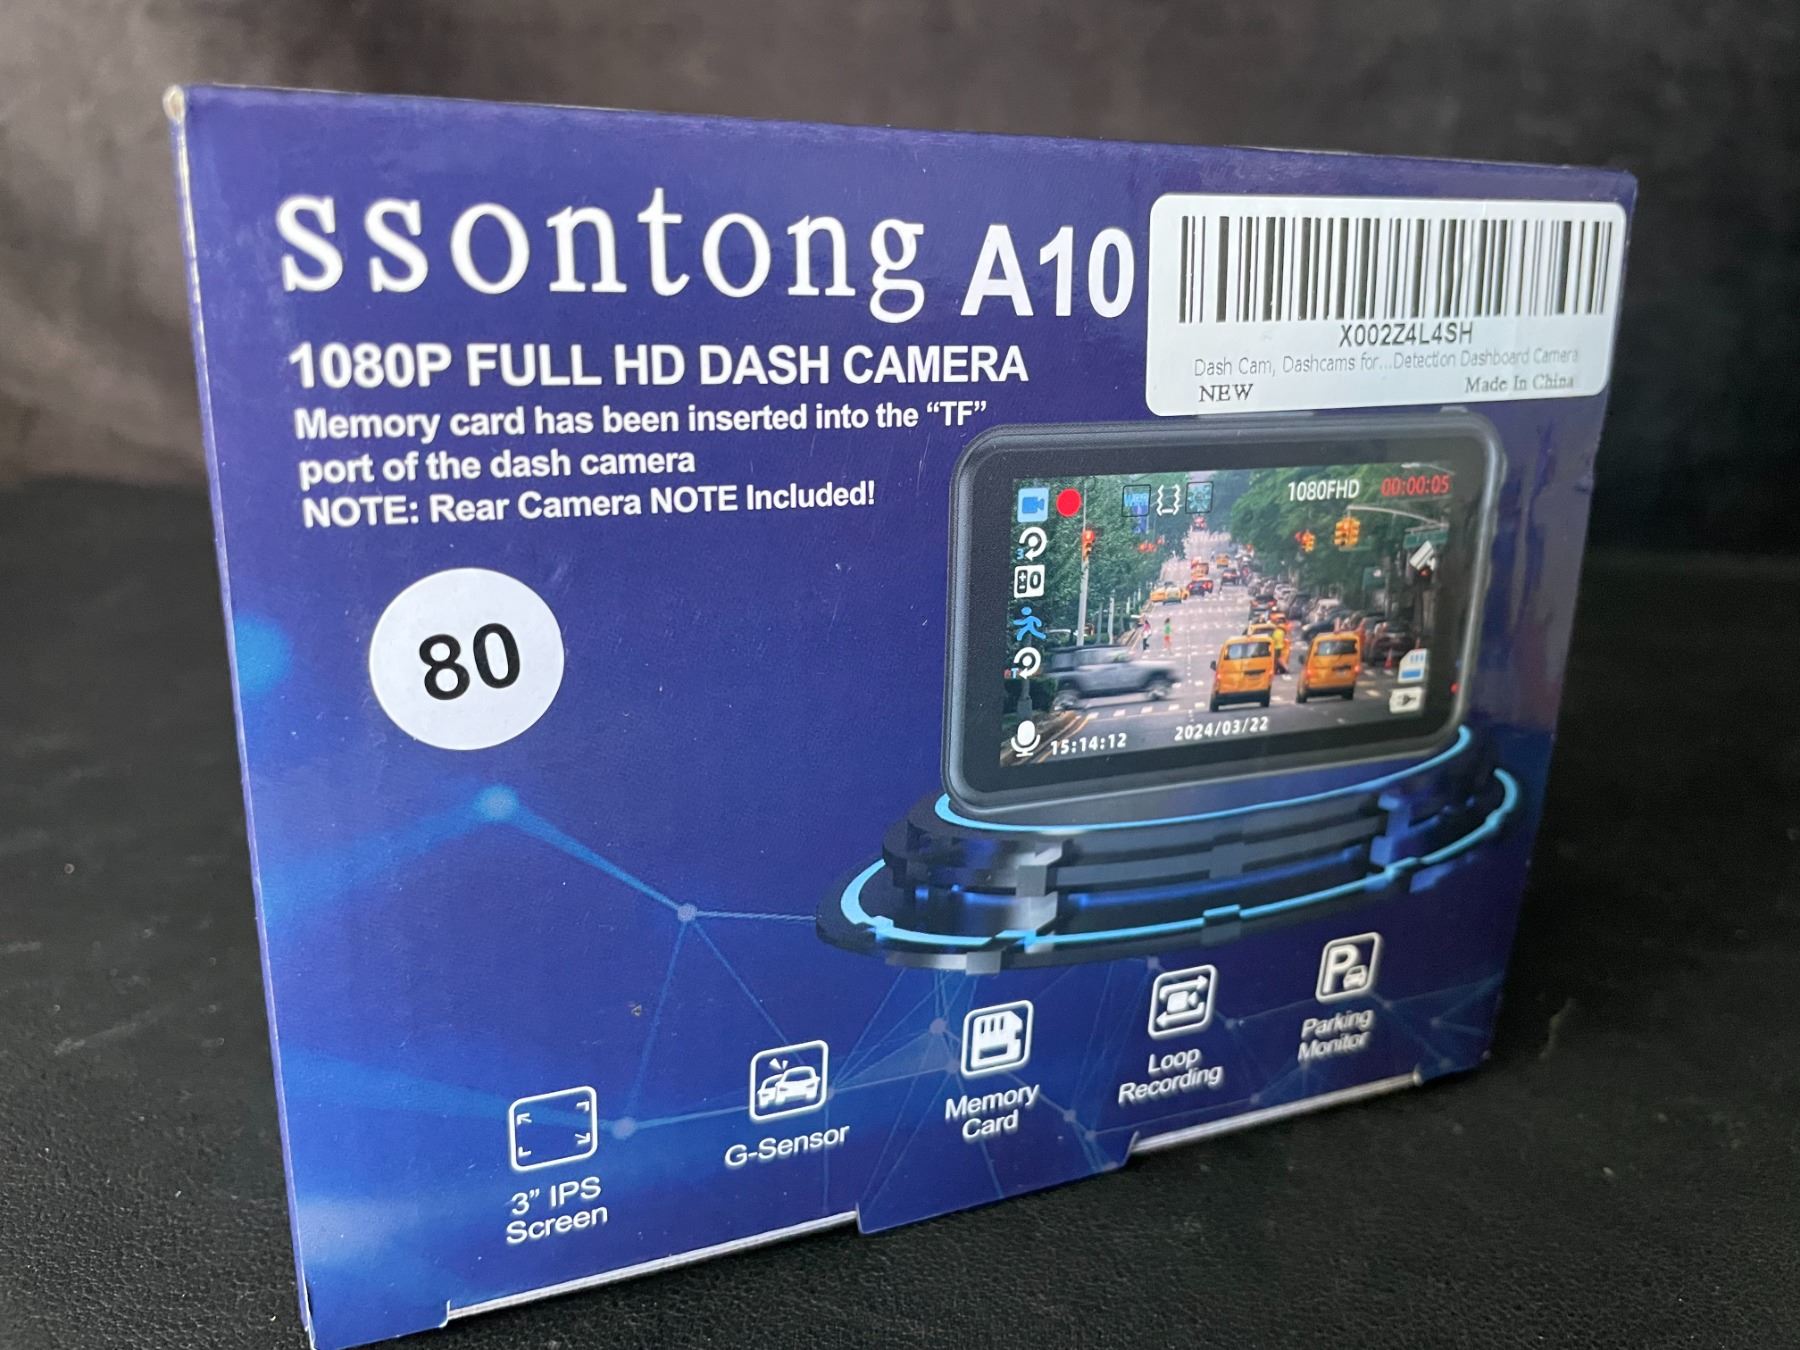 ssontong A10
X002Z4L4SH
Dash Cam, Dashcams for...Detection Dashboard Camera
NEW
Made In China
1080P FULL HD DASH CAMERA
Memory card has been inserted into the “TF”
port of the dash camera
NOTE: Rear Camera NOTE Included!
80
1080FHD 00:00:05
3
±0
15:14:12
2024/03/22
3” IPS
Screen
G-Sensor
Memory
Card
Loop
Recording
P
Parking
Monitor